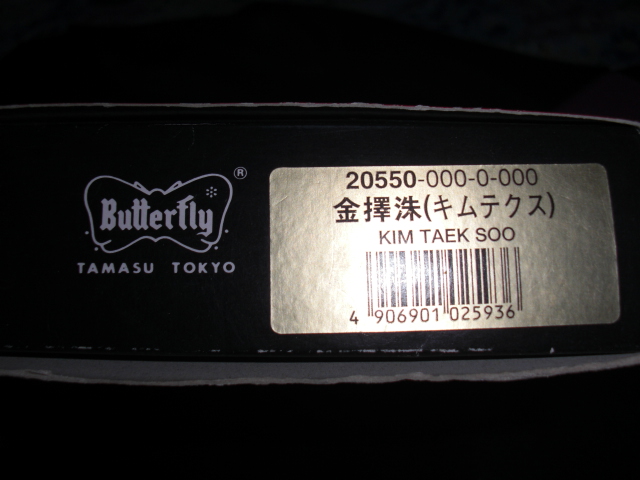 Butterfly ®
TAMASU TOKYO
20550-000-0-000
金擇洙(キムテクス)
KIM TAEK SOO
4 906901 025936